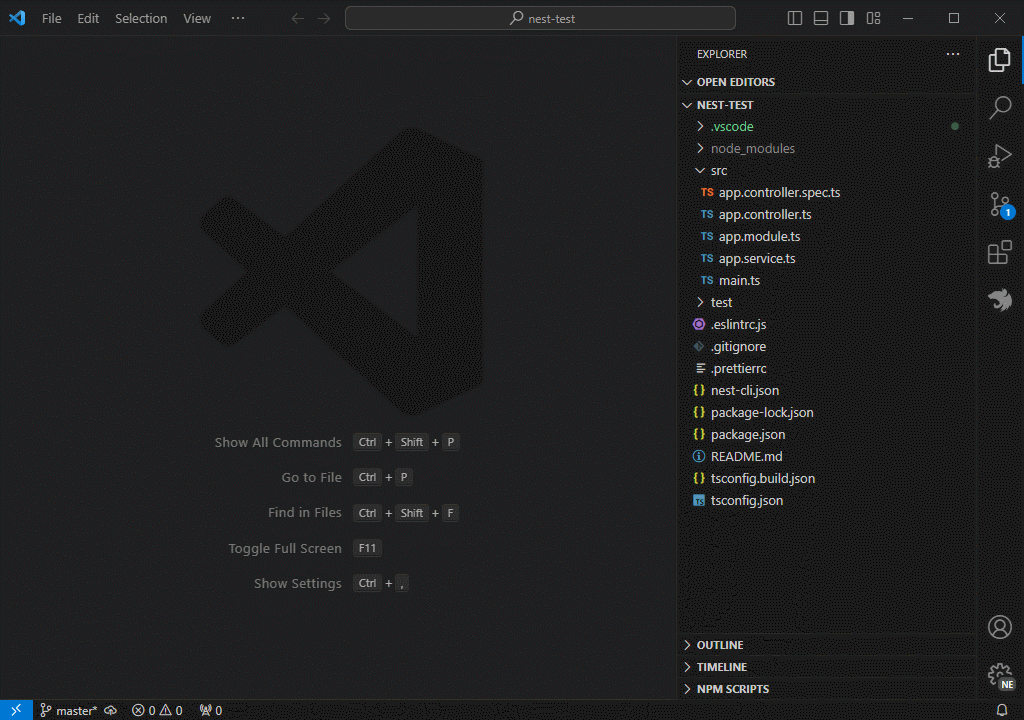 File Edit Selection View ···
nest-test
EXPLORER ···
OPEN EDITORS
NEST-TEST
.vscode
node_modules
src
TS app.controller.spec.ts
TS app.controller.ts
TS app.module.ts
TS app.service.ts
TS main.ts
test
.eslintrc.js
.gitignore
.prettierrc
{} nest-cli.json
{} package-lock.json
{} package.json
README.md
{} tsconfig.build.json
TS tsconfig.json
Show All Commands Ctrl + Shift + P
Go to File Ctrl + P
Find in Files Ctrl + Shift + F
Toggle Full Screen F11
Show Settings Ctrl + ,
OUTLINE
TIMELINE
NPM SCRIPTS
1
NE
master* 0 0 0